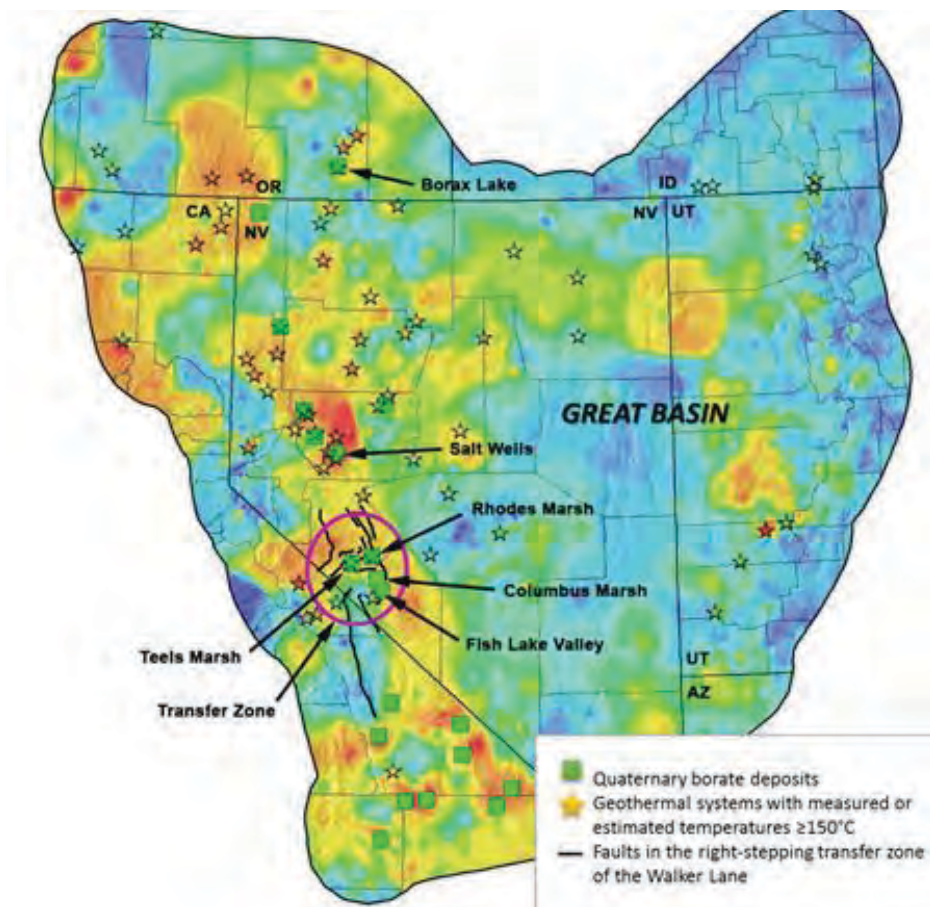 Borax Lake
OR
ID
CA
NV
NV
UT
GREAT BASIN
Salt Wells
Rhodes Marsh
Columbus Marsh
Fish Lake Valley
Teels Marsh
Transfer Zone
UT
AZ
Quaternary borate deposits
Geothermal systems with measured or
estimated temperatures ≥150°C
Faults in the right-stepping transfer zone
of the Walker Lane